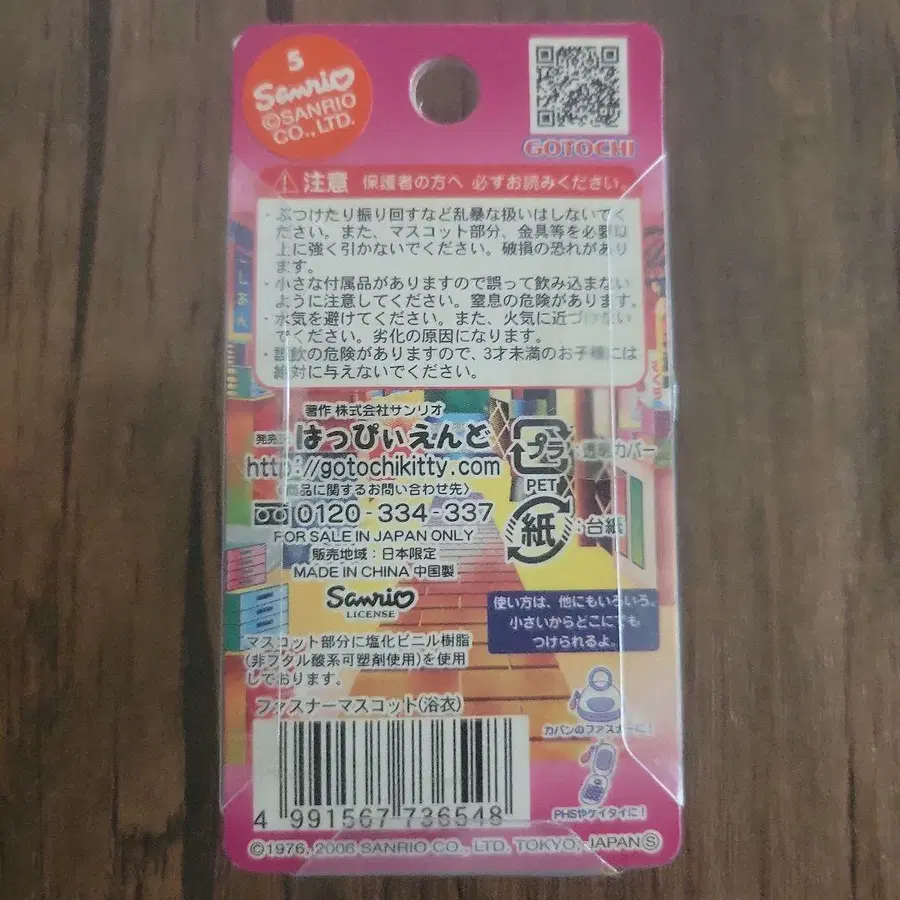 5
Sanrio
©SANRIO
CO., LTD.
GOTOCHI
注意 保護者の方へ 必ずお読みください。
・ぶつけたり振り回すなど乱暴な扱いはしないでく
ださい。また、マスコット部分、金具等を必要以
上に強く引かないでください。破損の恐れがあり
ます。
・小さな付属品がありますので誤って飲み込まない
ように注意してください。窒息の危険があります。
・水気を避けてください。また、火気に近づけない
でください。劣化の原因になります。
・誤飲の危険がありますので、3才未満のお子様には
絶対に与えないでください。
こしあん
著作 株式会社サンリオ
発売元 はっぴぃえんど
http://gotochikitty.com
〈商品に関するお問い合わせ先〉
0120-334-337
FOR SALE IN JAPAN ONLY
販売地域：日本限定
MADE IN CHINA 中国製
Sanrio
LICENSE
プラ：透明カバー
PET
紙：台紙
マスコット部分に塩化ビニル樹脂
(非フタル酸系可塑剤使用)を使用
しております。
使い方は、他にもいろいろ。
小さいからどこにでも
つけられるよ。
ファスナーマスコット(浴衣)
カバンのファスナーに!
PHSやケイタイに!
4 991567 736548
©1976, 2006 SANRIO CO., LTD. TOKYO, JAPAN Ⓢ